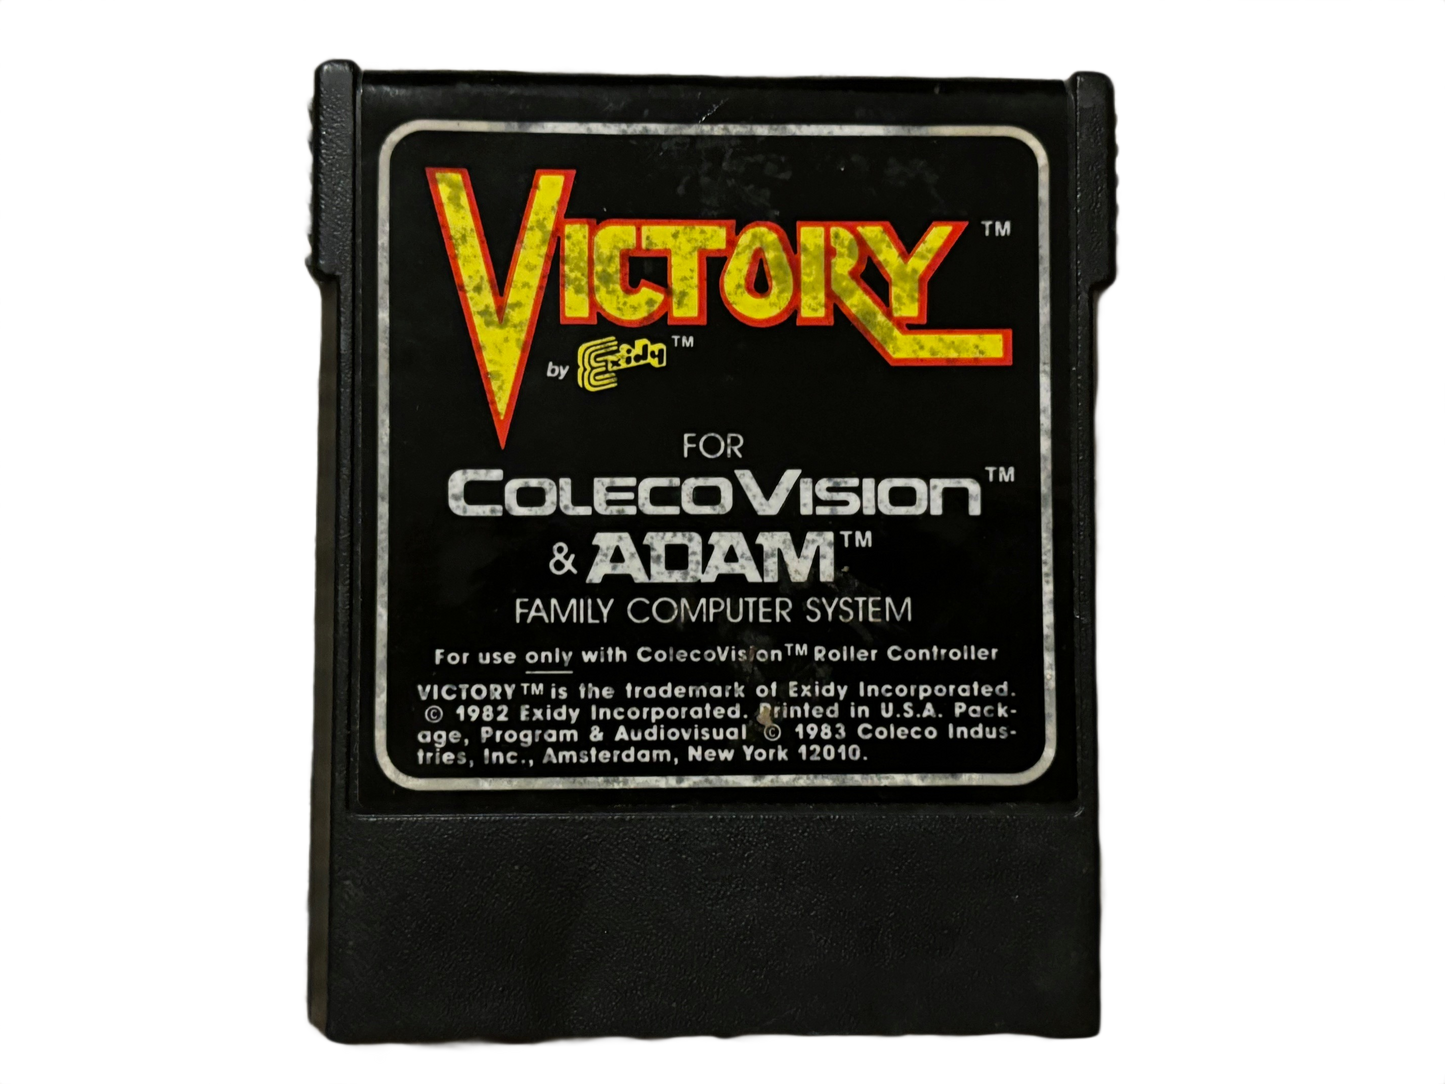 VICTORY™
by Exidy™
FOR
COLECOVISION™
& ADAM™
FAMILY COMPUTER SYSTEM
For use only with ColecoVision™ Roller Controller
VICTORY™ is the trademark of Exidy Incorporated.
© 1982 Exidy Incorporated. Printed in U.S.A. Pack-
age, Program & Audiovisual © 1983 Coleco Indus-
tries, Inc., Amsterdam, New York 12010.